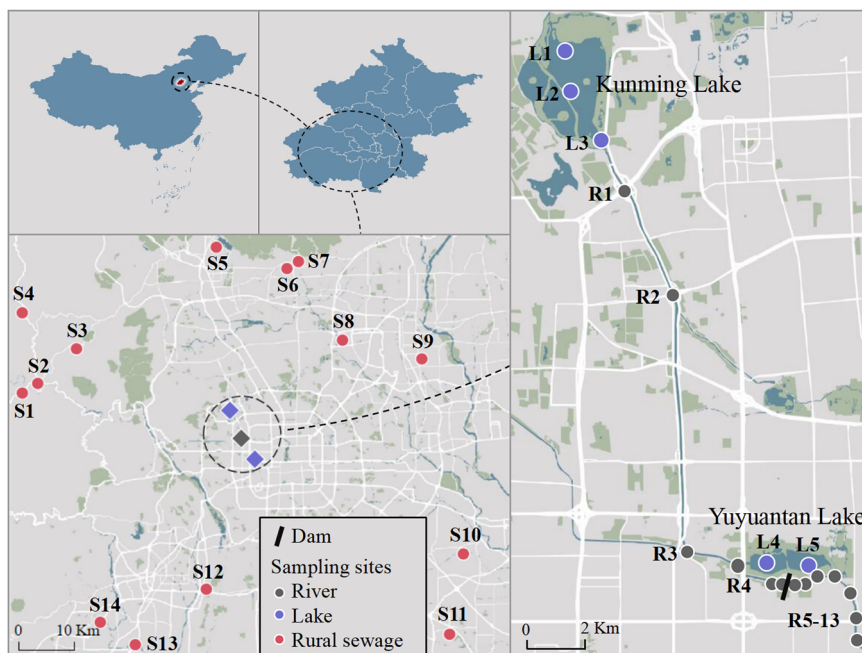 L1
L2
Kunming Lake
L3
R1
R2
S5
S7
S6
S4
S3
S8
S9
S2
S1
Yuyuantan Lake
L4
L5
R3
R4
R5-13
Dam
Sampling sites
River
Lake
Rural sewage
S10
S12
S14
S11
S13
0 10 Km
0 2 Km